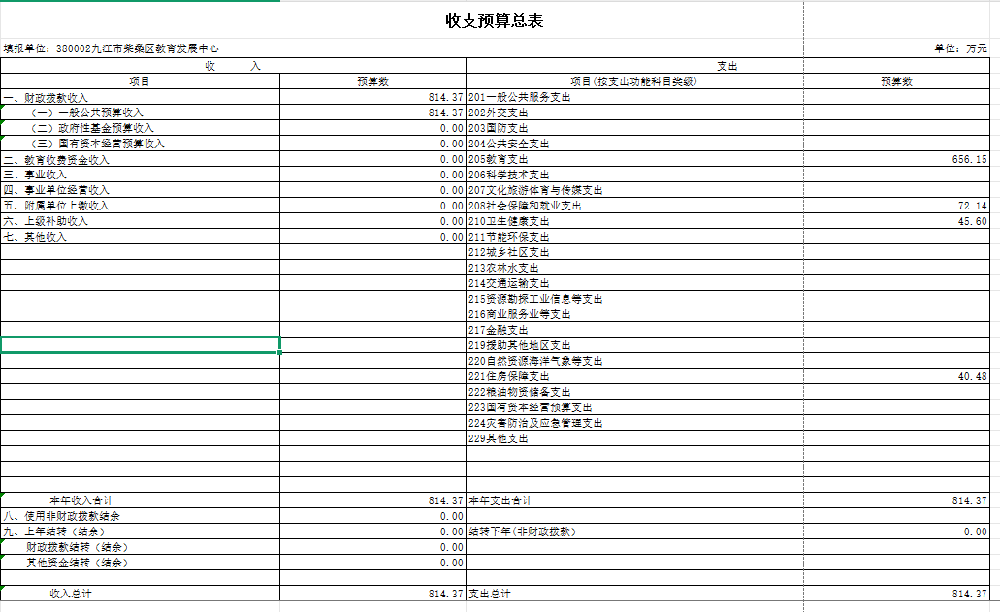 收支预算总表
填报单位：380002九江市柴桑区教育发展中心 单位：万元
收 入 支出
项目 预算数 项目(按支出功能科目类级) 预算数
一、财政拨款收入 814.37 201一般公共服务支出
（一）一般公共预算收入 814.37 202外交支出
（二）政府性基金预算收入 0.00 203国防支出
（三）国有资本经营预算收入 0.00 204公共安全支出
二、教育收费资金收入 0.00 205教育支出 656.15
三、事业收入 0.00 206科学技术支出
四、事业单位经营收入 0.00 207文化旅游体育与传媒支出
五、附属单位上缴收入 0.00 208社会保障和就业支出 72.14
六、上级补助收入 0.00 210卫生健康支出 45.60
七、其他收入 0.00 211节能环保支出
212城乡社区支出
213农林水支出
214交通运输支出
215资源勘探工业信息等支出
216商业服务业等支出
217金融支出
219援助其他地区支出
220自然资源海洋气象等支出
221住房保障支出 40.48
222粮油物资储备支出
223国有资本经营预算支出
224灾害防治及应急管理支出
229其他支出
本年收入合计 814.37 本年支出合计 814.37
八、使用非财政拨款结余 0.00
九、上年结转（结余） 0.00 结转下年(非财政拨款） 0.00
财政拨款结转（结余） 0.00
其他资金结转（结余） 0.00
收入总计 814.37 支出总计 814.37